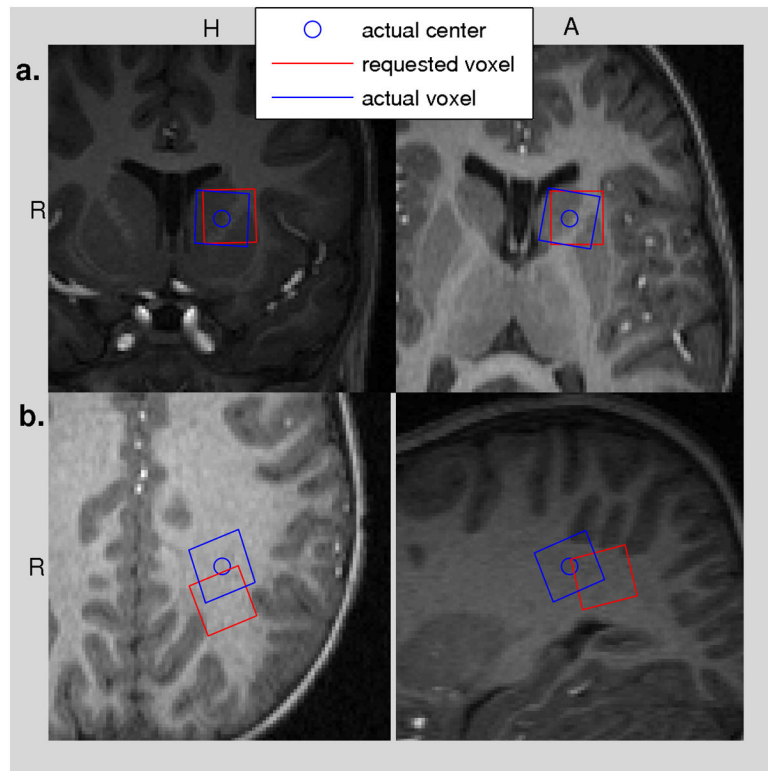 H
A
actual center
requested voxel
actual voxel
a.
R
b.
R